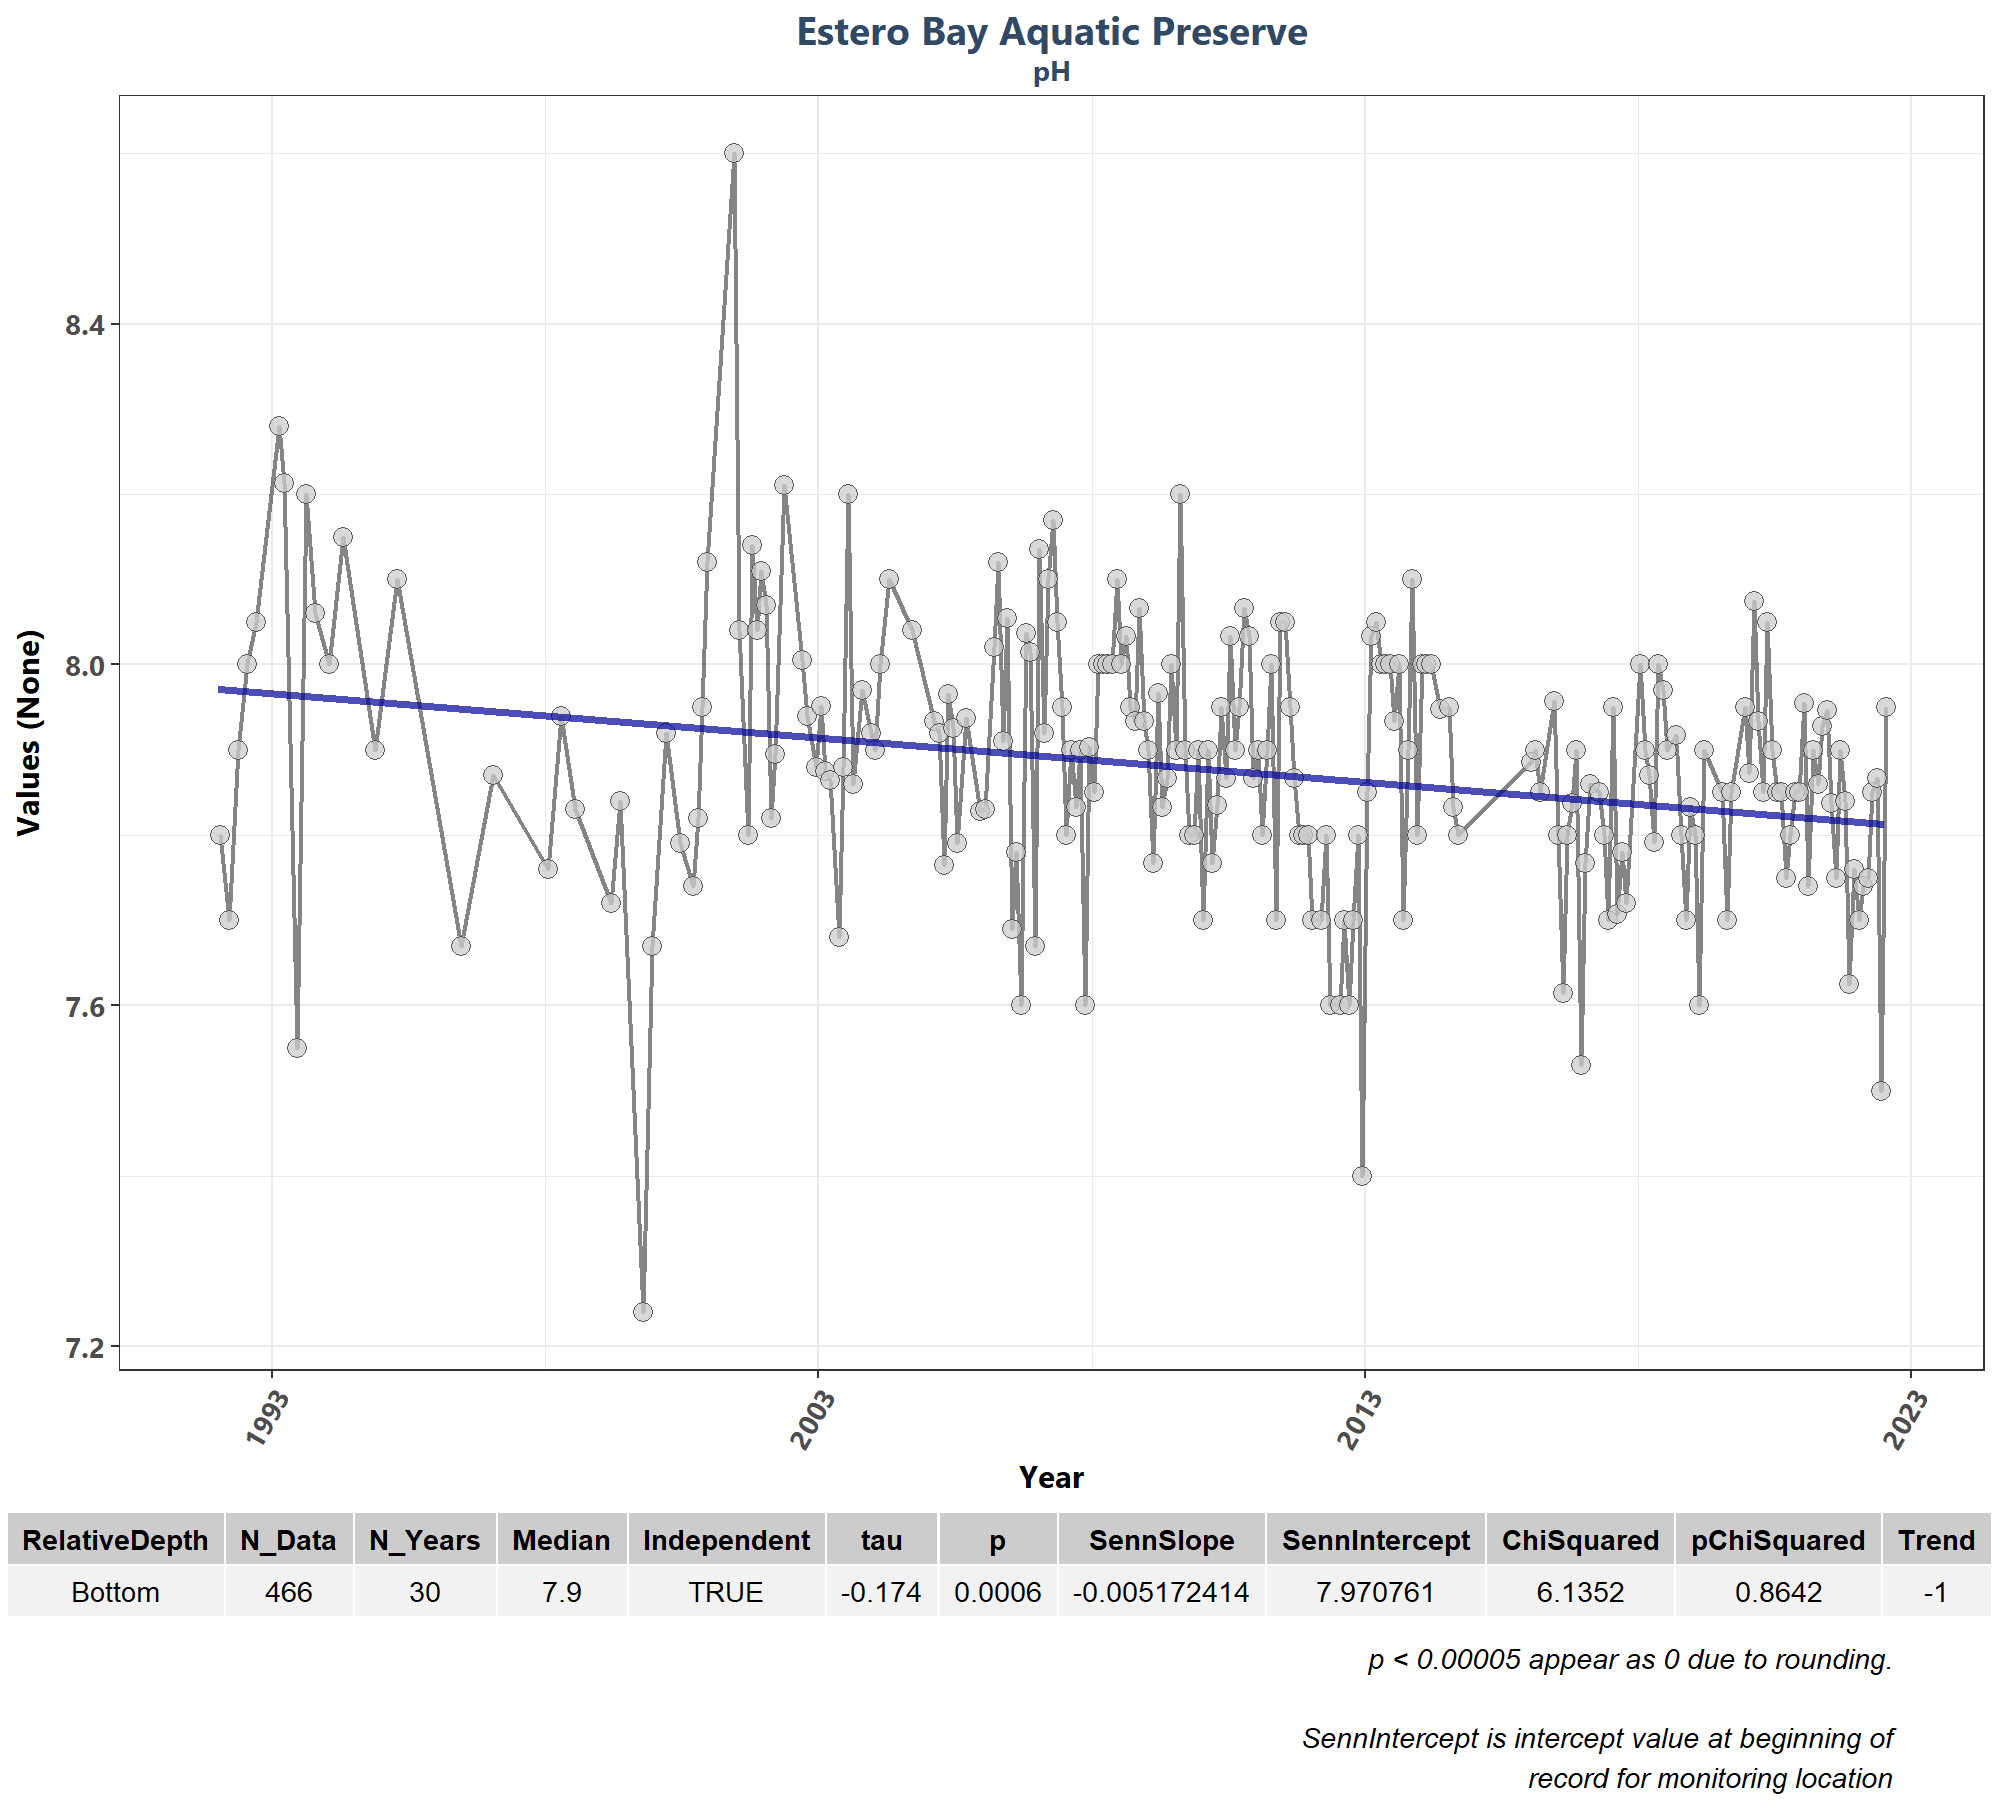 Estero Bay Aquatic Preserve
pH
Values (None)
8.4
8.0
7.6
7.2
1993
2003
2013
2023
Year
RelativeDepth N_Data N_Years Median Independent tau p SennSlope SennIntercept ChiSquared pChiSquared Trend
Bottom 466 30 7.9 TRUE -0.174 0.0006 -0.005172414 7.970761 6.1352 0.8642 -1
p < 0.00005 appear as 0 due to rounding.
SennIntercept is intercept value at beginning of
record for monitoring location